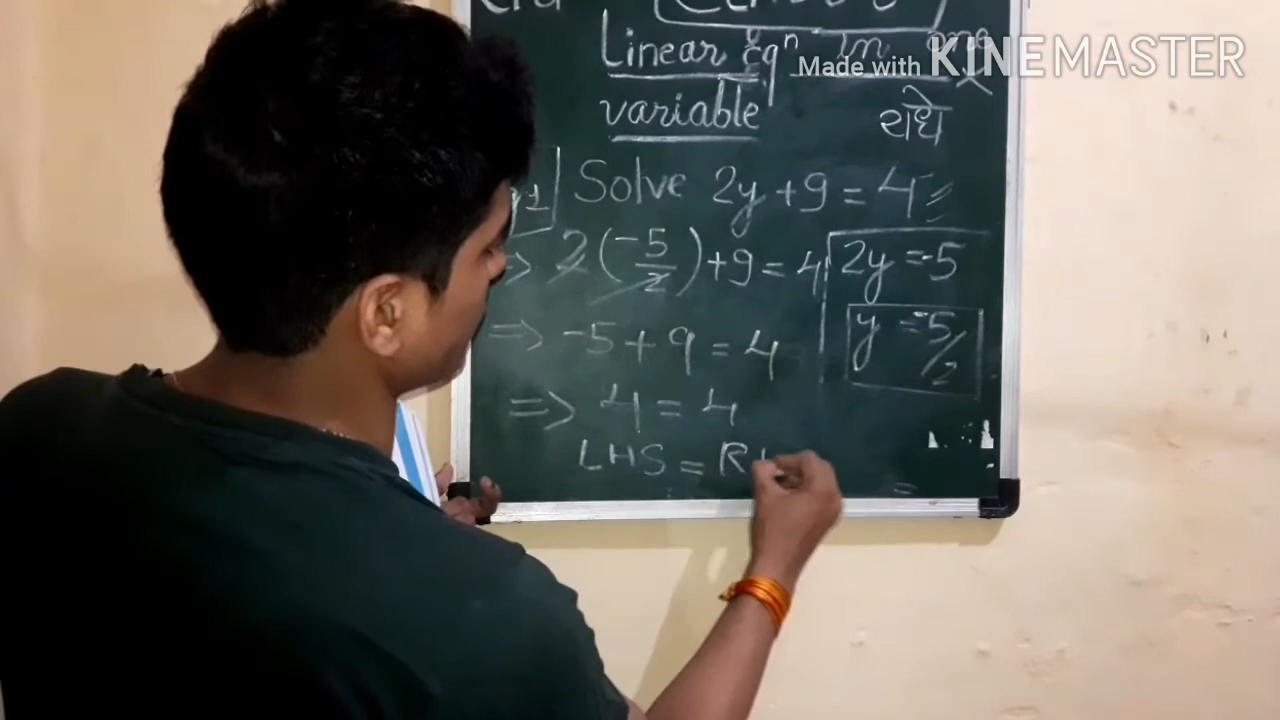 Linear Eqn in one
Made with KINEMASTER
variable
राधे
Solve 2y + 9 = 4
⇒ 2(-5/2) + 9 = 4
2y = -5
y = -5/2
⇒ -5 + 9 = 4
⇒ 4 = 4
LHS = RH